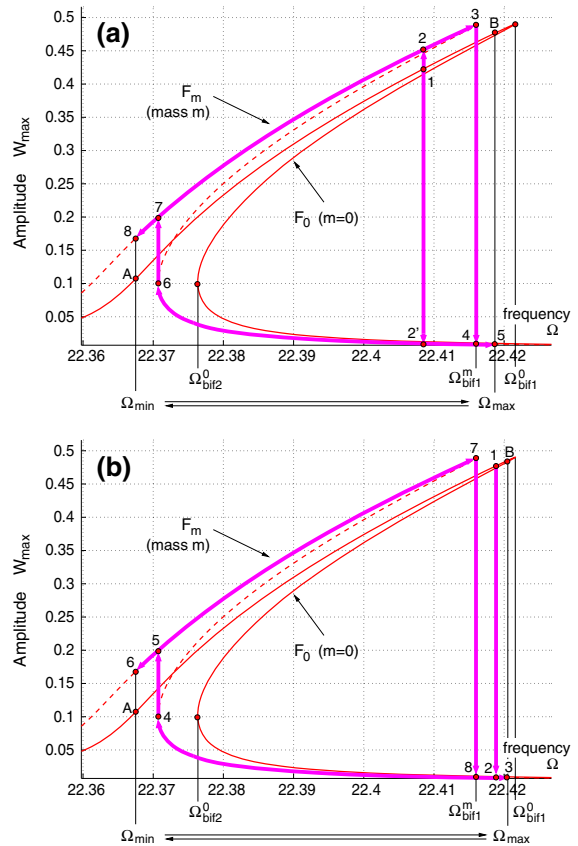 (a)
0.5
0.45
0.4
0.35
0.3
0.25
0.2
0.15
0.1
0.05
Amplitude Wmax
Fm
(mass m)
F0 (m=0)
1
2
3
B
7
8
A
6
2'
4
5
frequency
Ω
22.36 22.37 22.38 22.39 22.4 22.41 22.42
Ωmin
Ω0bif2
Ωmbif1
Ωmax
Ω0bif1
(b)
0.5
0.45
0.4
0.35
0.3
0.25
0.2
0.15
0.1
0.05
Amplitude Wmax
Fm
(mass m)
F0 (m=0)
7
1
B
5
6
A
4
8
2
3
frequency
Ω
22.36 22.37 22.38 22.39 22.4 22.41 22.42
Ωmin
Ω0bif2
Ωmbif1
Ωmax
Ω0bif1